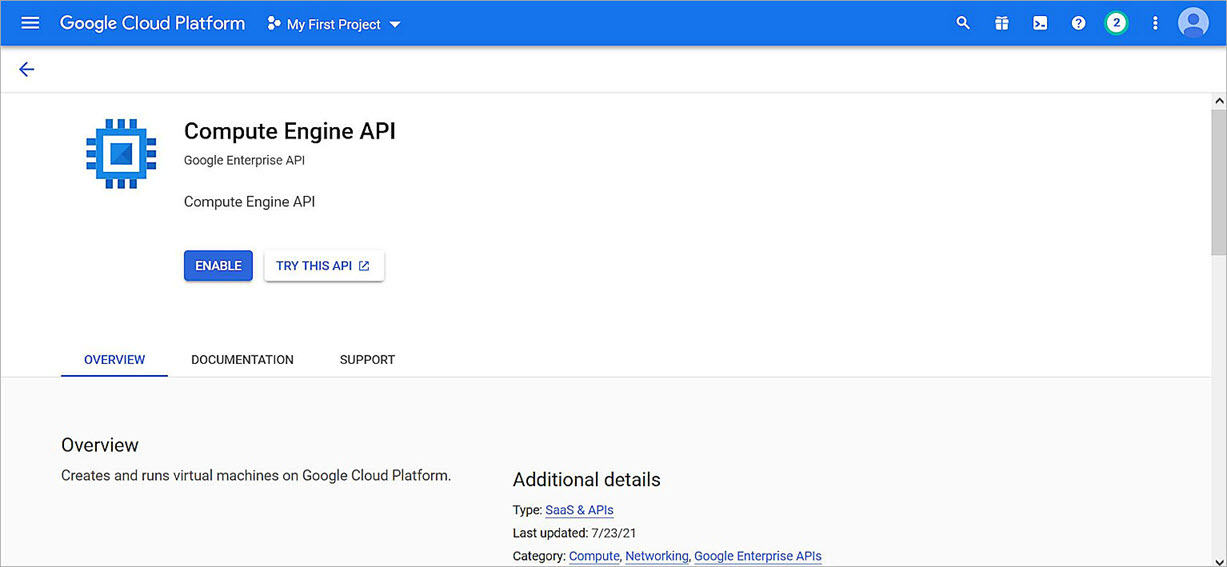 Google Cloud Platform My First Project 2
Compute Engine API
Google Enterprise API
Compute Engine API
ENABLE TRY THIS API
OVERVIEW DOCUMENTATION SUPPORT
Overview
Creates and runs virtual machines on Google Cloud Platform.
Additional details
Type: SaaS & APIs
Last updated: 7/23/21
Category: Compute, Networking, Google Enterprise APIs